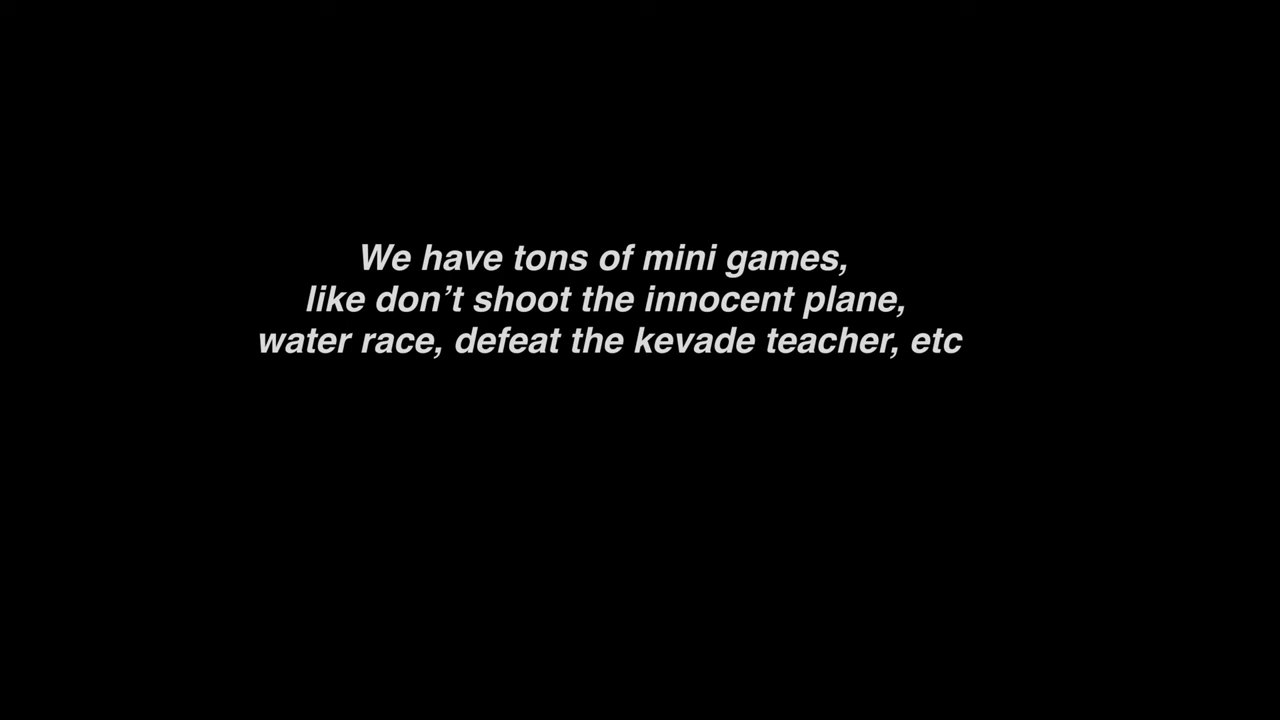 We have tons of mini games,
like don’t shoot the innocent plane,
water race, defeat the kevade teacher, etc